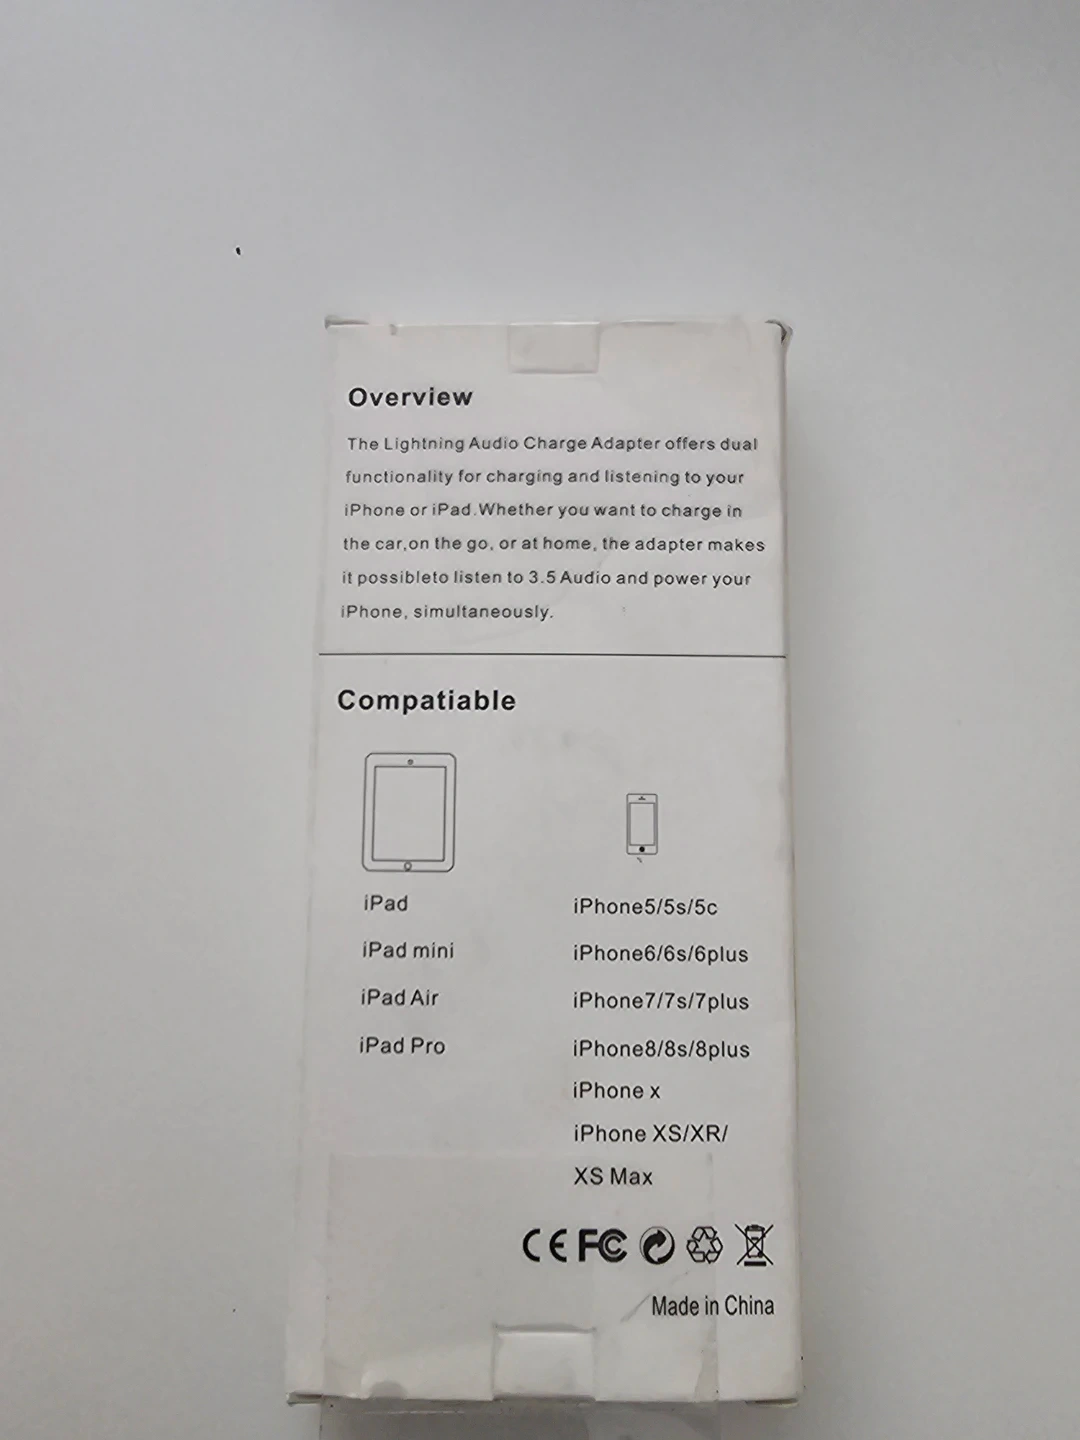 Overview
The Lightning Audio Charge Adapter offers dual
functionality for charging and listening to your
iPhone or iPad.Whether you want to charge in
the car,on the go, or at home, the adapter makes
it possibleto listen to 3.5 Audio and power your
iPhone, simultaneously.
Compatiable
iPad
iPad mini
iPad Air
iPad Pro
iPhone5/5s/5c
iPhone6/6s/6plus
iPhone7/7s/7plus
iPhone8/8s/8plus
iPhone x
iPhone XS/XR/
XS Max
CE FC
Made in China